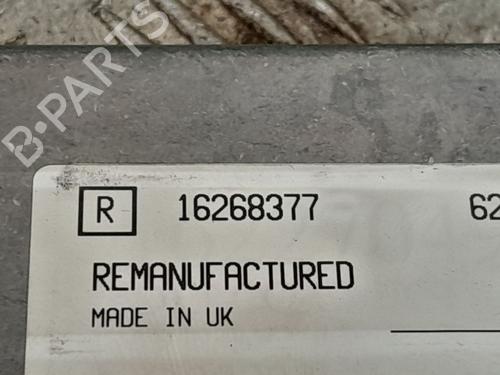 B-PARTS
R 16268377 62
REMANUFACTURED
MADE IN UK